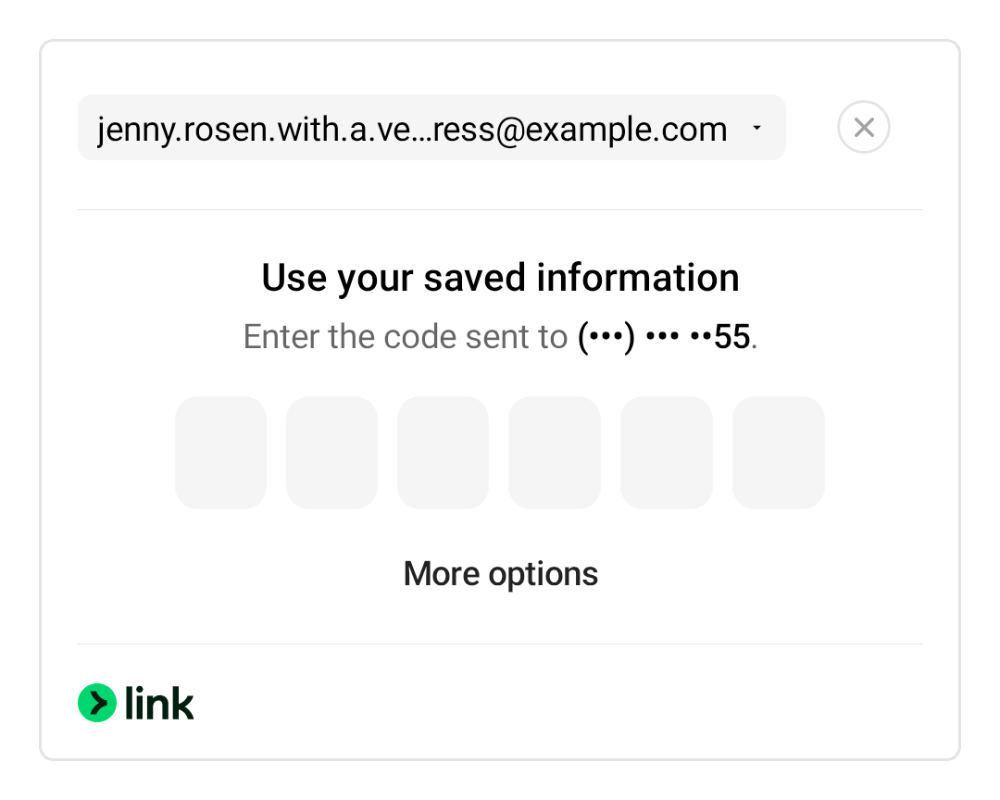 jenny.rosen.with.a.ve…ress@example.com
Use your saved information
Enter the code sent to (•••) ••• ••55.
More options
link